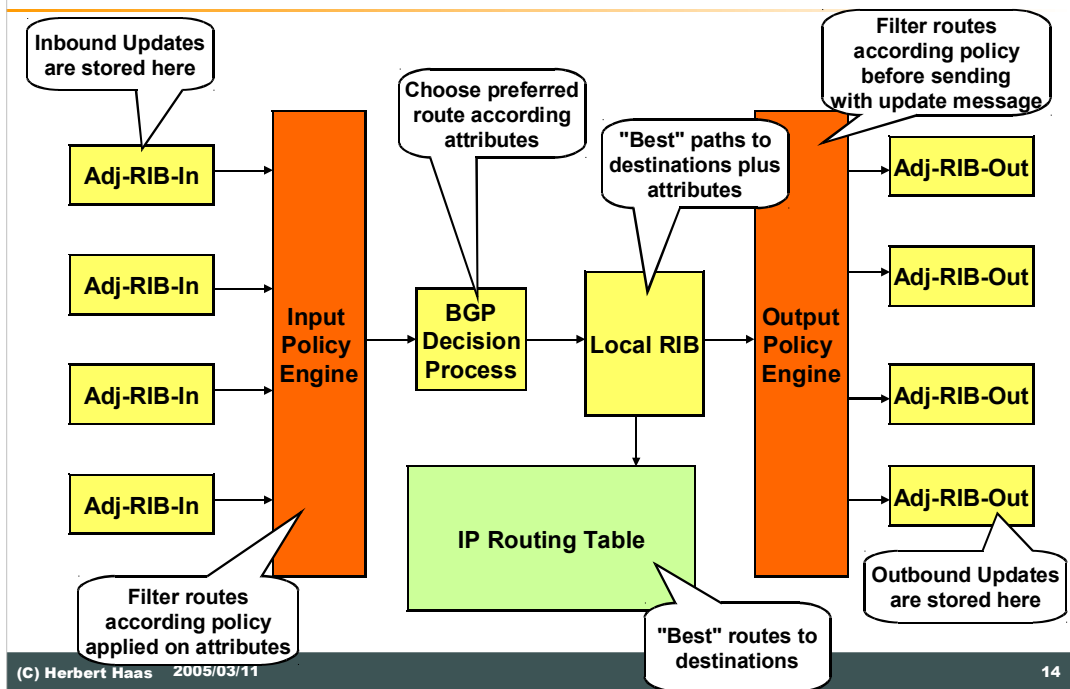 Inbound Updates
are stored here
Choose preferred
route according
attributes
"Best" paths to
destinations plus
attributes
Filter routes
according policy
before sending
with update message
Adj-RIB-In
Adj-RIB-In
Adj-RIB-In
Adj-RIB-In
Input
Policy
Engine
BGP
Decision
Process
Local RIB
Output
Policy
Engine
Adj-RIB-Out
Adj-RIB-Out
Adj-RIB-Out
Adj-RIB-Out
IP Routing Table
Filter routes
according policy
applied on attributes
"Best" routes to
destinations
Outbound Updates
are stored here
(C) Herbert Haas 2005/03/11
14